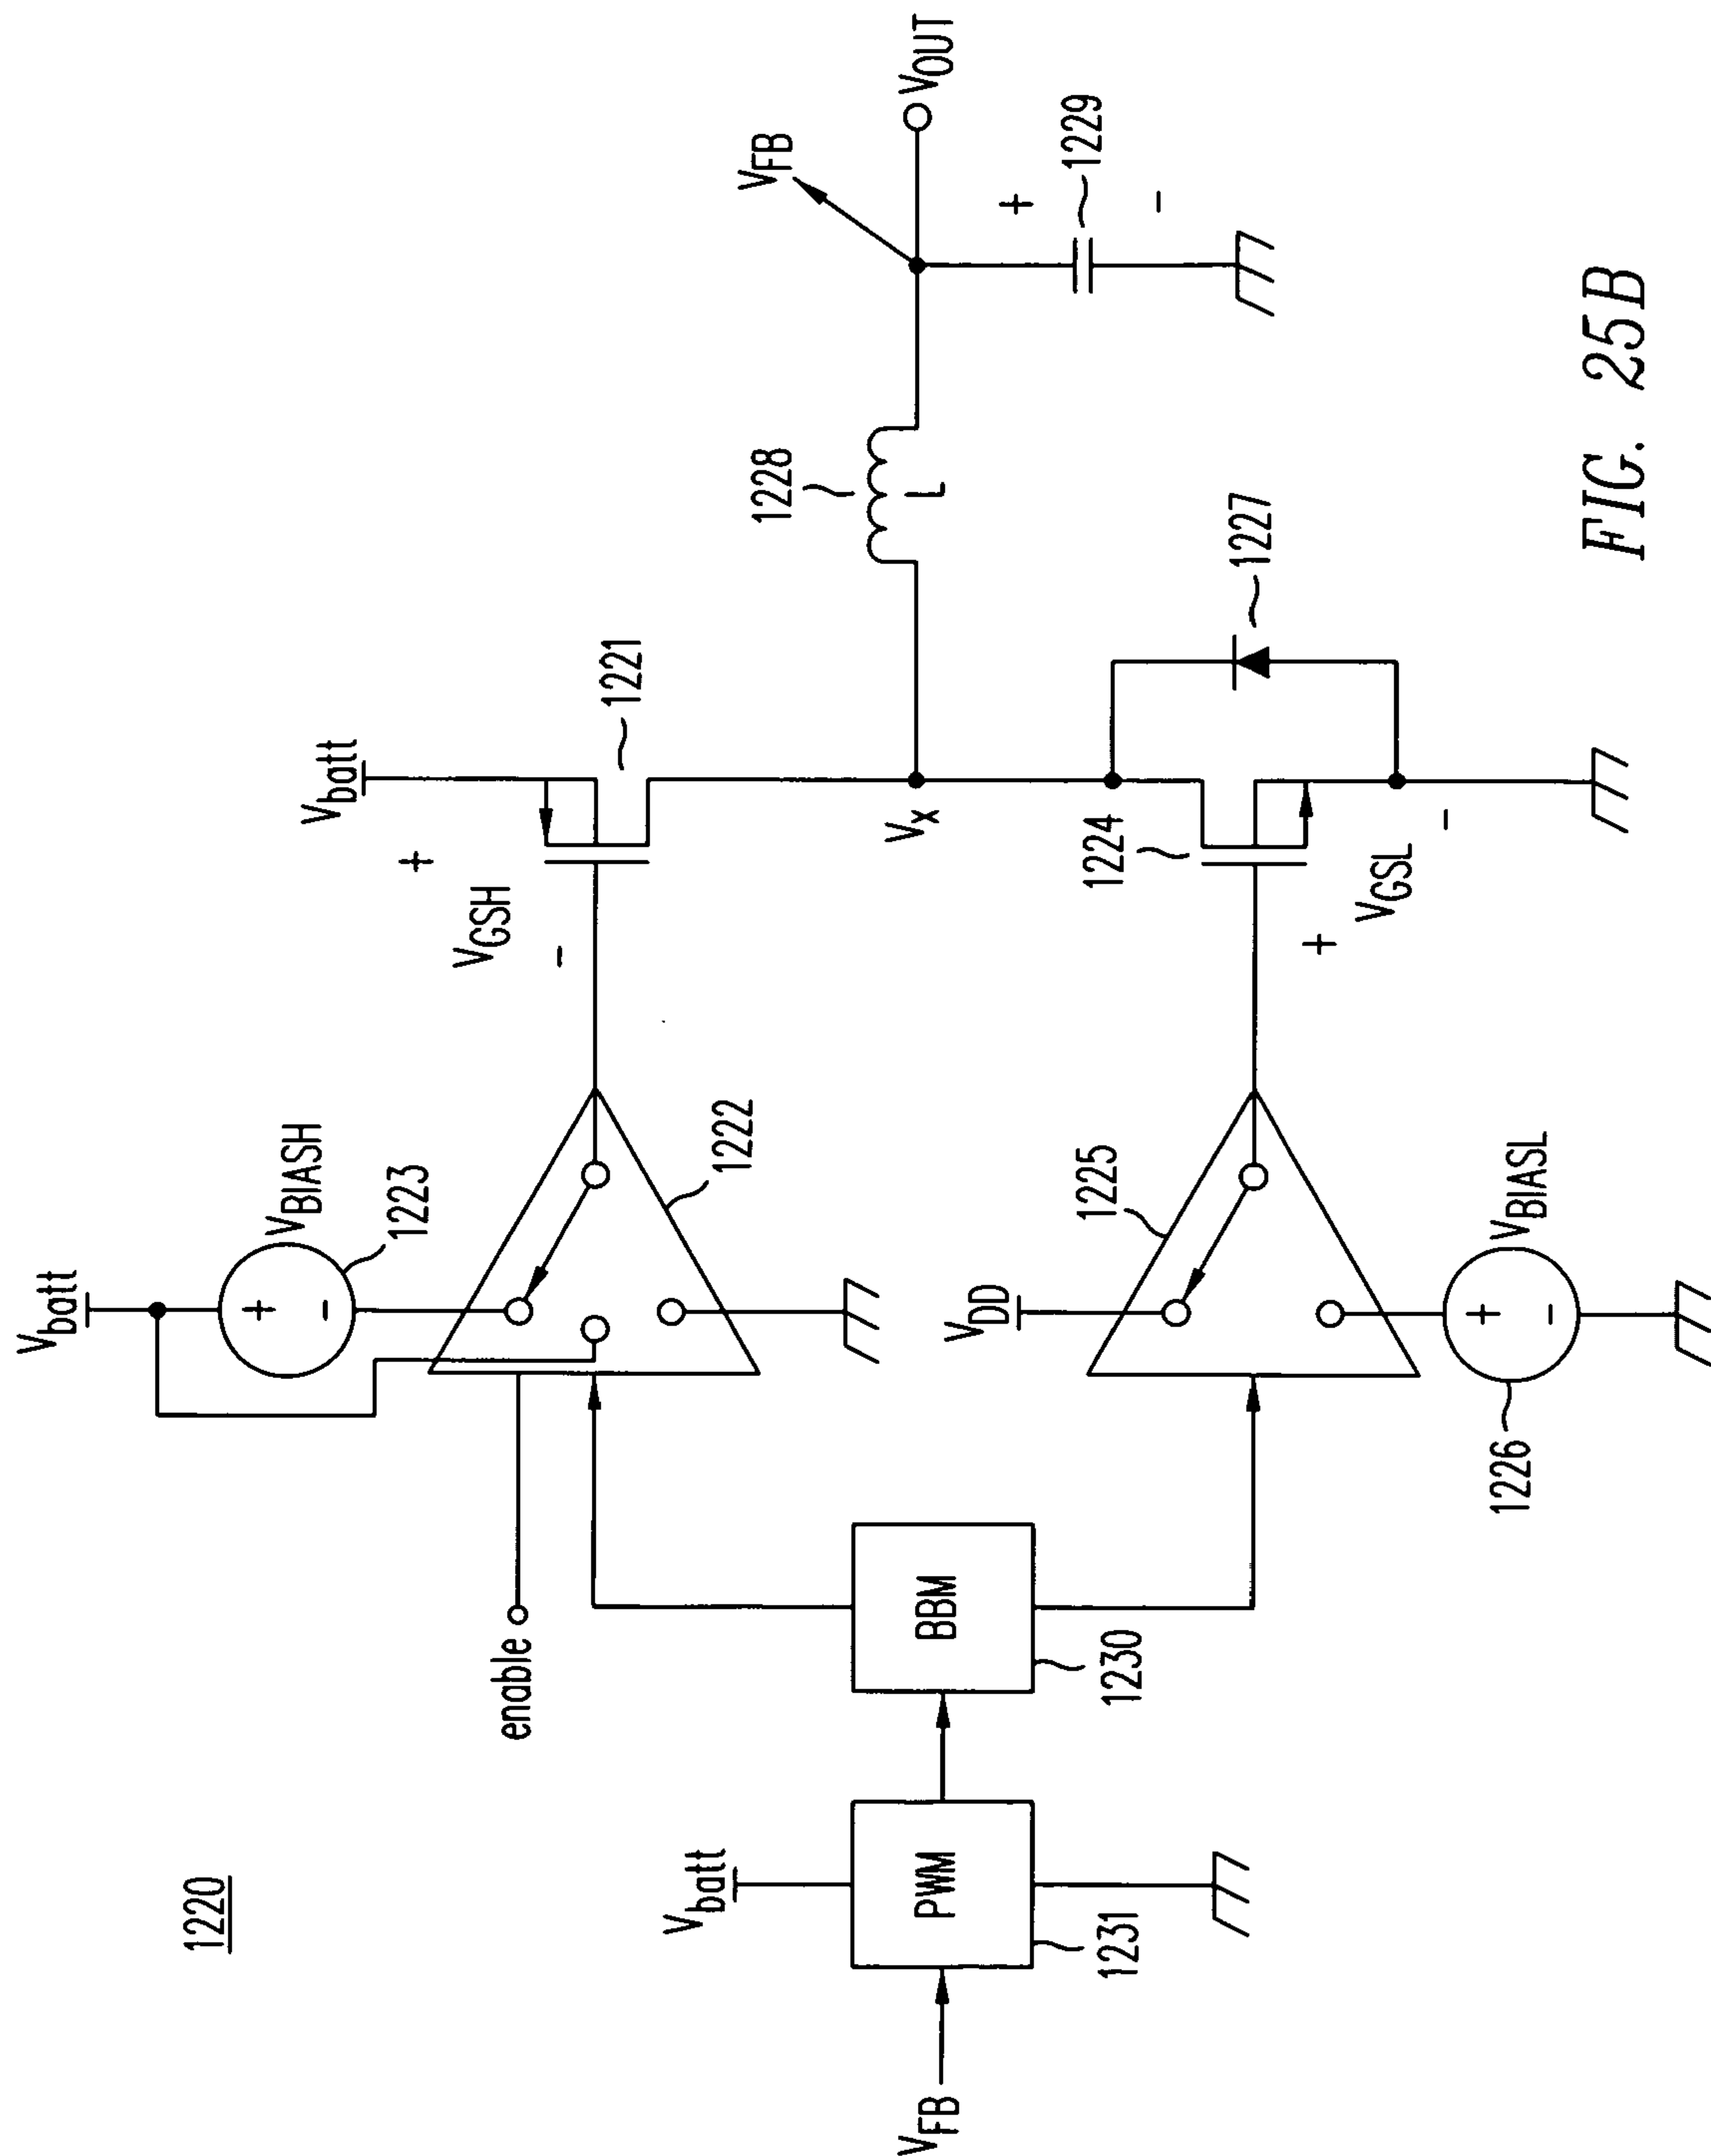 1220
V_batt
V_BIASH
1223
V_batt
+
-
enable
1222
V_GSH
+
-
1221
V_batt
V_FB
PWM
1231
BBM
1230
V_X
1228
L
V_FB
V_OUT
+
-
1229
V_DD
1225
1224
V_GSL
+
-
1227
+
-
1226
V_BIASL
V_batt
FIG. 25B